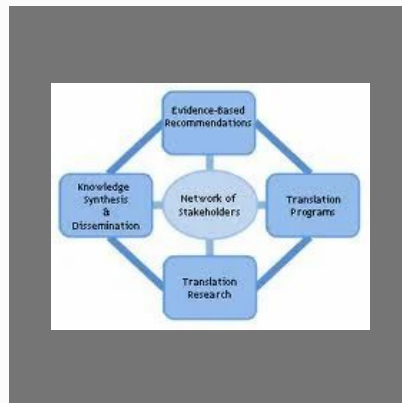 Evidence-Based
Recommendations
Knowledge
Synthesis
&
Dissemination
Network of
Stakeholders
Translation
Programs
Translation
Research